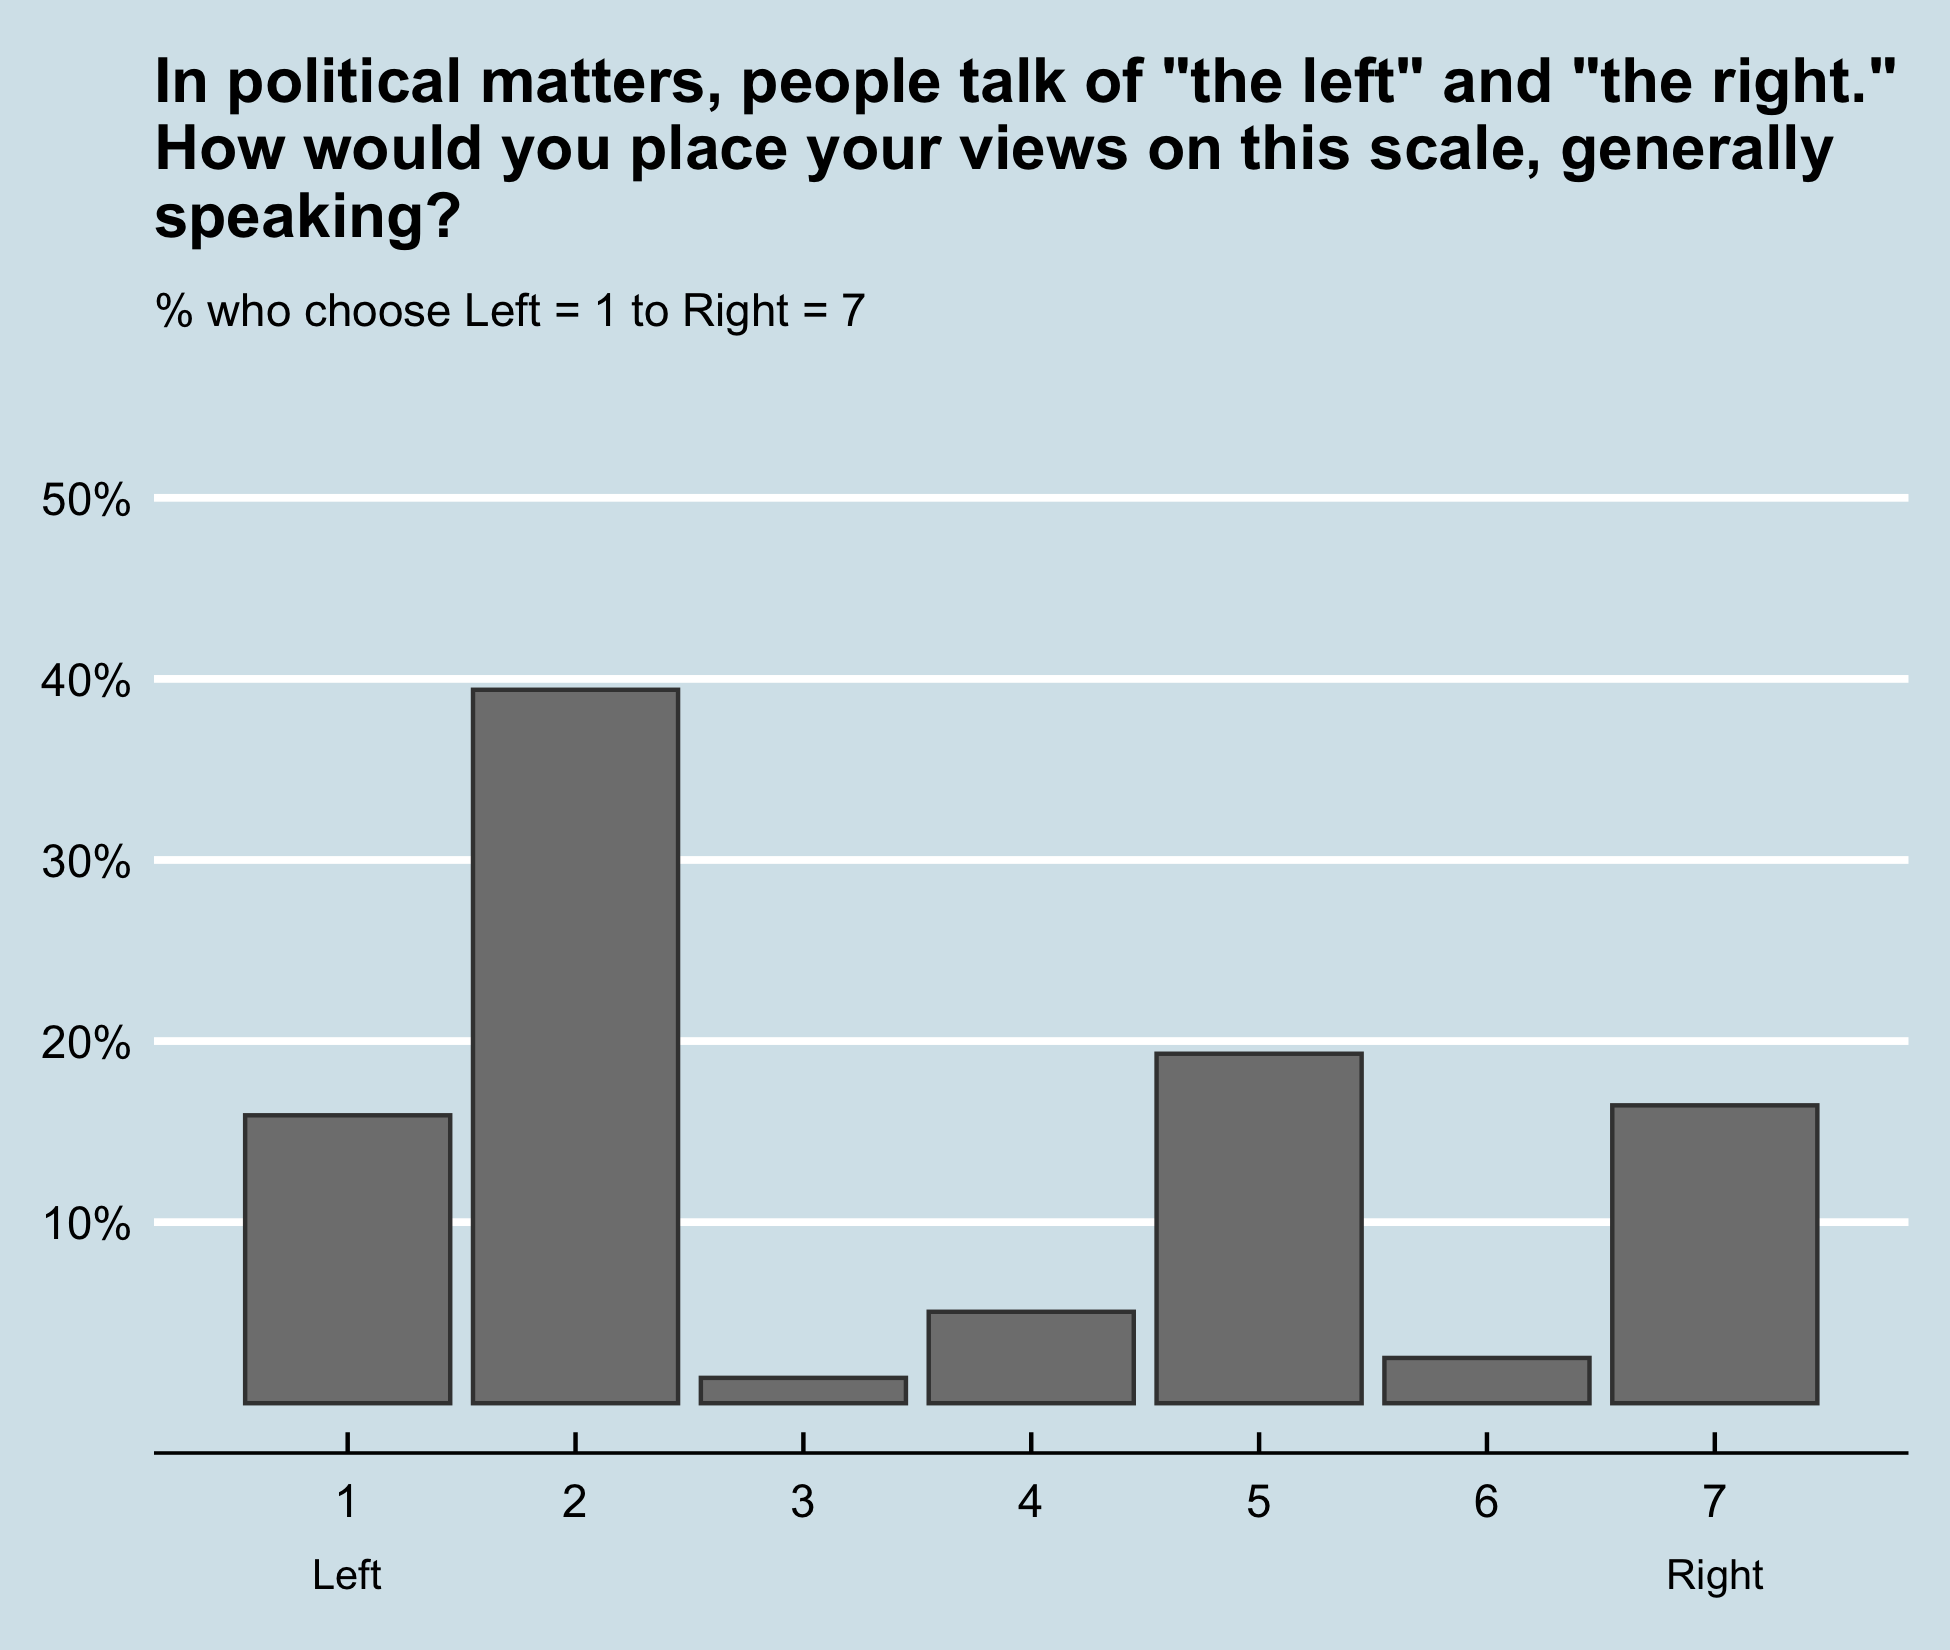 In political matters, people talk of "the left" and "the right."
How would you place your views on this scale, generally
speaking?
% who choose Left = 1 to Right = 7
50%
40%
30%
20%
10%
1 2 3 4 5 6 7
Left Right